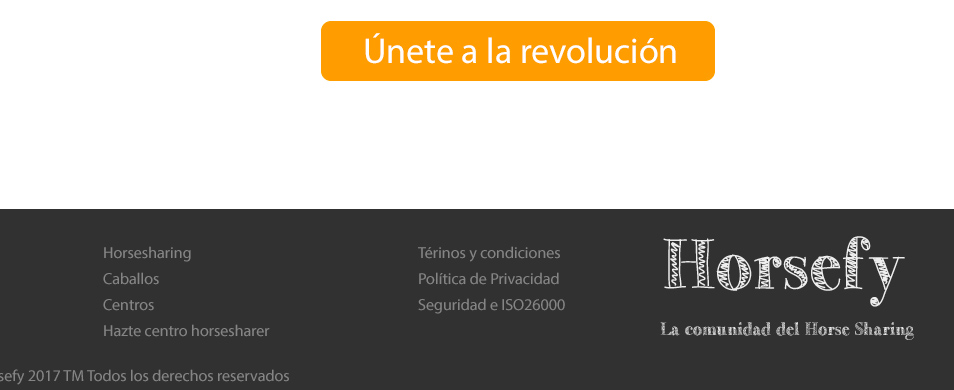 Únete a la revolución
Horsesharing
Caballos
Centros
Hazte centro horsesharer
Térinos y condiciones
Política de Privacidad
Seguridad e ISO26000
Horsefy
La comunidad del Horse Sharing
sefy 2017 TM Todos los derechos reservados